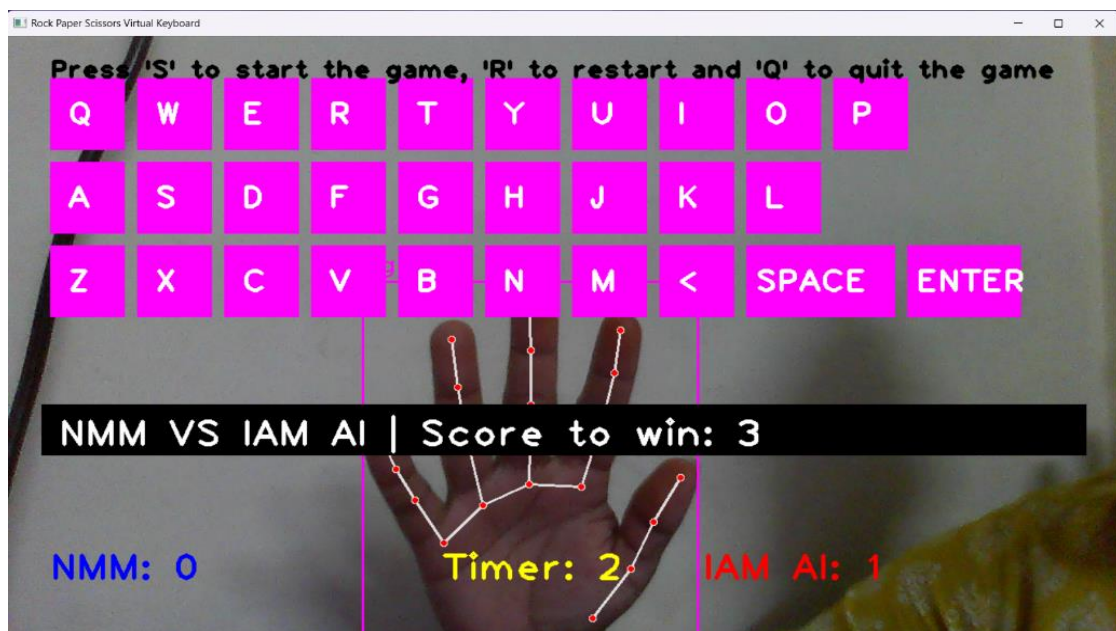 Rock Paper Scissors Virtual Keyboard
Press 'S' to start the game, 'R' to restart and 'Q' to quit the game
Q W E R T Y U I O P
A S D F G H J K L
Z X C V B N M < SPACE ENTER
NMM VS IAM AI | Score to win: 3
NMM: 0 Timer: 2 IAM AI: 1